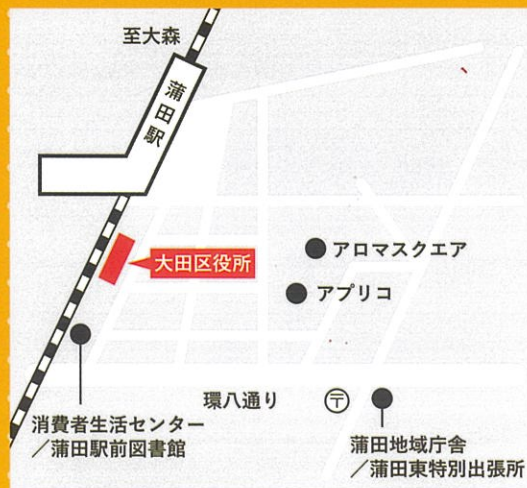 至大森
蒲田駅
大田区役所
アロマスクエア
アプリコ
環八通り
〒
消費者生活センター
／蒲田駅前図書館
蒲田地域庁舎
／蒲田東特別出張所